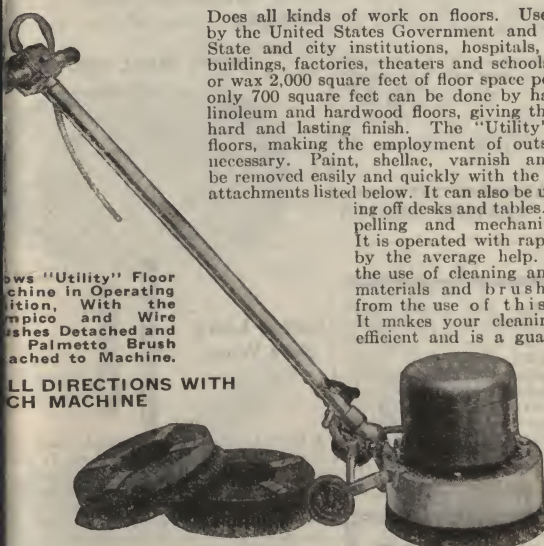 Does all kinds of work on floors. Use
by the United States Government and
State and city institutions, hospitals,
buildings, factories, theaters and schools
or wax 2,000 square feet of floor space pe
only 700 square feet can be done by ha
linoleum and hardwood floors, giving th
hard and lasting finish. The "Utility"
floors, making the employment of outs
necessary. Paint, shellac, varnish an
be removed easily and quickly with the
attachments listed below. It can also be u
ing off desks and tables.
pelling and mechani
It is operated with rap
by the average help.
the use of cleaning an
materials and brush
from the use of this
It makes your cleanin
efficient and is a gua
ows "Utility" Floor
chine in Operating
ition, With the
mpico and Wire
shes Detached and
Palmetto Brush
ached to Machine.
LL DIRECTIONS WITH
CH MACHINE